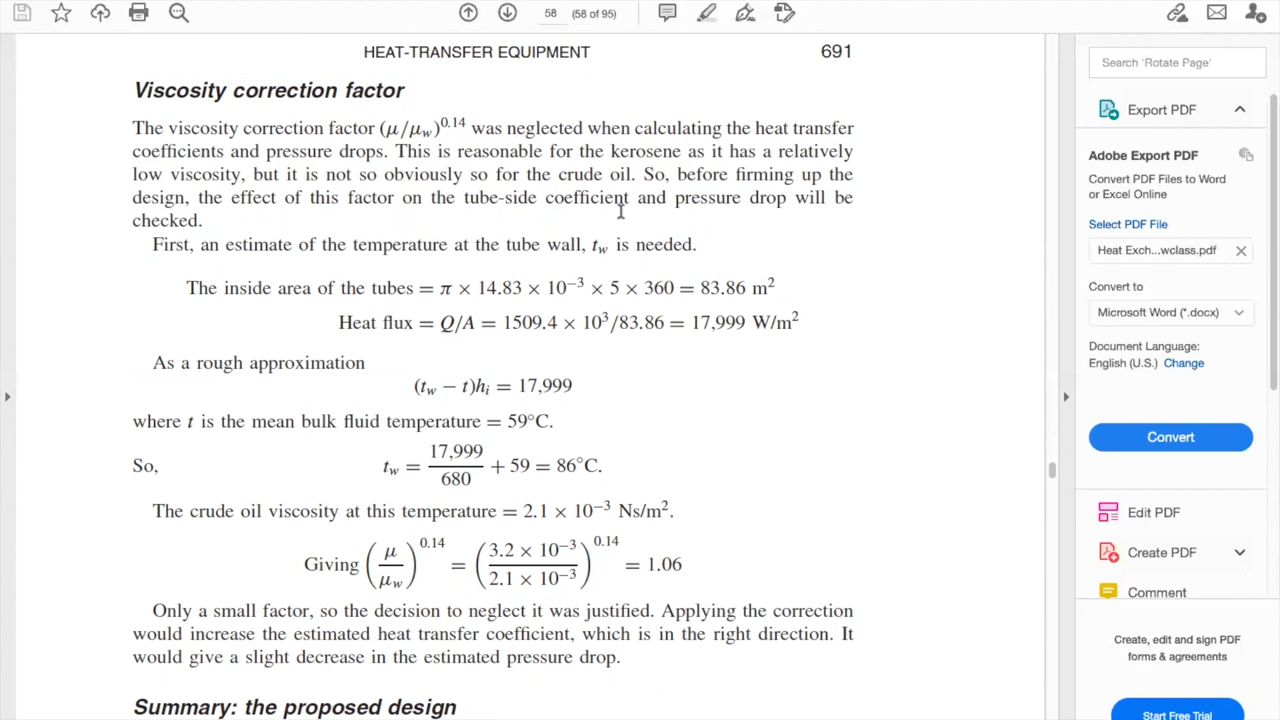 58 (58 of 95)
HEAT-TRANSFER EQUIPMENT 691
Viscosity correction factor
The viscosity correction factor (μ/μw)^0.14 was neglected when calculating the heat transfer
coefficients and pressure drops. This is reasonable for the kerosene as it has a relatively
low viscosity, but it is not so obviously so for the crude oil. So, before firming up the
design, the effect of this factor on the tube-side coefficient and pressure drop will be
checked.
First, an estimate of the temperature at the tube wall, tw is needed.
The inside area of the tubes = π × 14.83 × 10⁻³ × 5 × 360 = 83.86 m²
Heat flux = Q/A = 1509.4 × 10³/83.86 = 17,999 W/m²
As a rough approximation
(tw − t)hi = 17,999
where t is the mean bulk fluid temperature = 59°C.
So, tw = 17,999/680 + 59 = 86°C.
The crude oil viscosity at this temperature = 2.1 × 10⁻³ Ns/m².
Giving (μ/μw)^0.14 = (3.2 × 10⁻³/2.1 × 10⁻³)^0.14 = 1.06
Only a small factor, so the decision to neglect it was justified. Applying the correction
would increase the estimated heat transfer coefficient, which is in the right direction. It
would give a slight decrease in the estimated pressure drop.
Summary: the proposed design
Search 'Rotate Page'
Export PDF
Adobe Export PDF
Convert PDF Files to Word
or Excel Online
Select PDF File
Heat Exch...wclass.pdf
Convert to
Microsoft Word (*.docx)
Document Language:
English (U.S.) Change
Convert
Edit PDF
Create PDF
Comment
Create, edit and sign PDF
forms & agreements
Start Free Trial